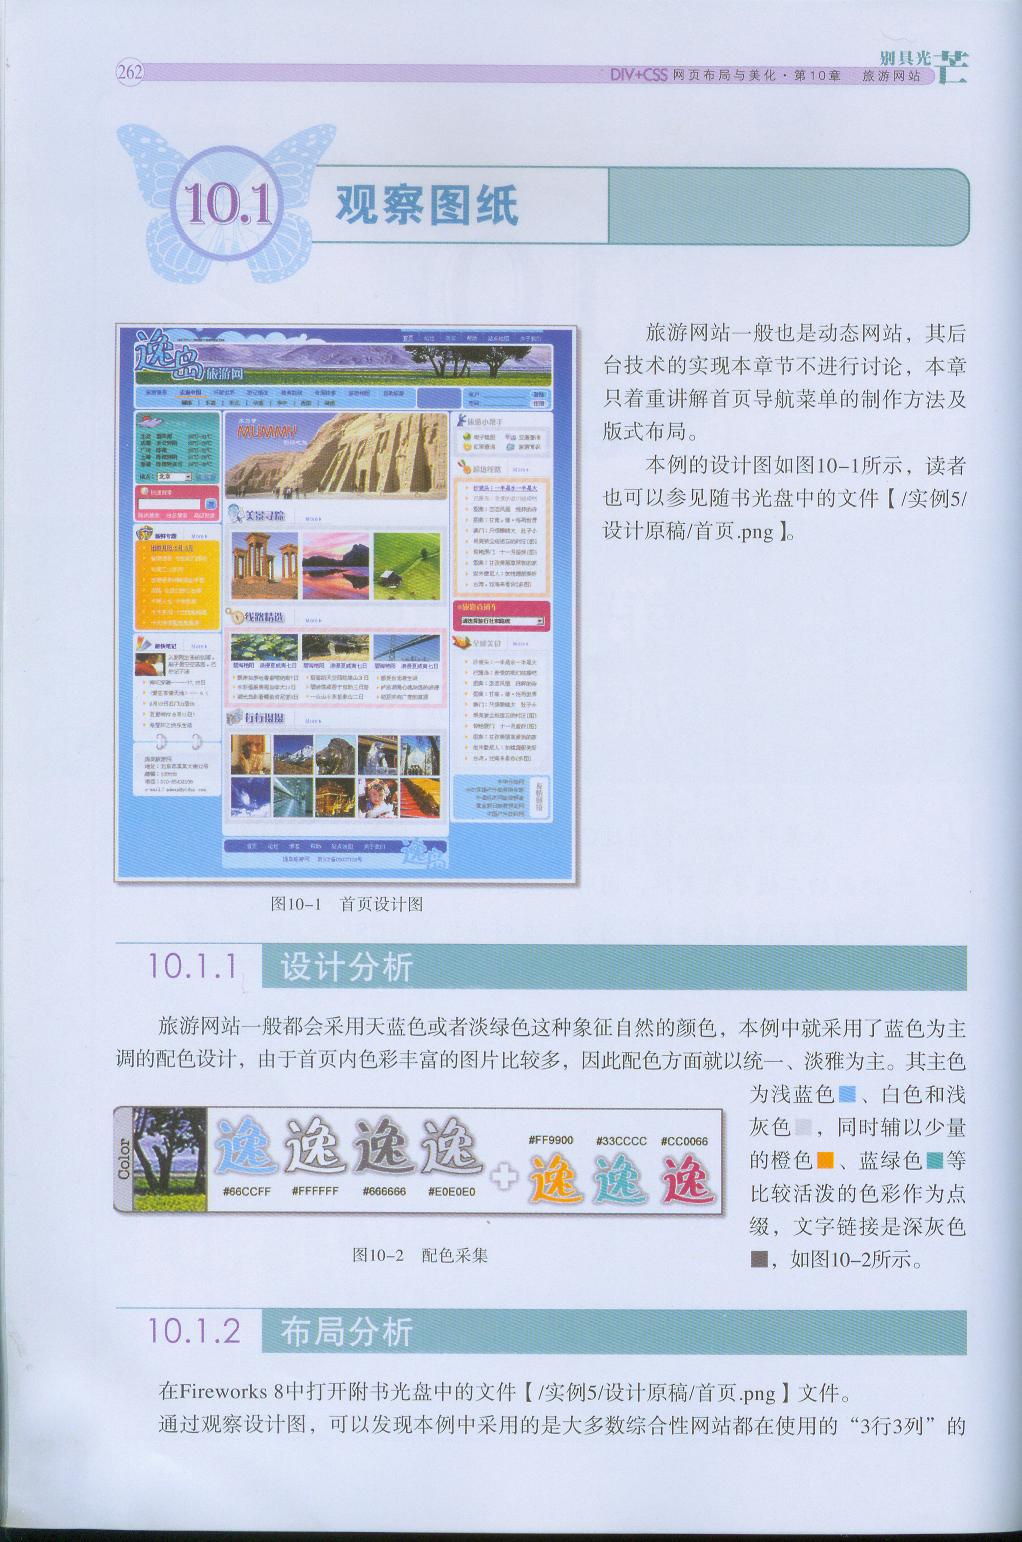 262
DIV+CSS 网页布局与美化·第10章 旅游网站
别具光芒
10.1 观察图纸
逸岛旅游网
MUMMY
美景寻踪
线路精选
行行摄摄
旅游网站一般也是动态网站，其后
台技术的实现本章节不进行讨论，本章
只着重讲解首页导航菜单的制作方法及
版式布局。
本例的设计图如图10-1所示，读者
也可以参见随书光盘中的文件【/实例5/
设计原稿/首页.png】。
图10-1 首页设计图
10.1.1 设计分析
旅游网站一般都会采用天蓝色或者淡绿色这种象征自然的颜色，本例中就采用了蓝色为主
调的配色设计，由于首页内色彩丰富的图片比较多，因此配色方面就以统一、淡雅为主。其主色
为浅蓝色、白色和浅
灰色，同时辅以少量
的橙色、蓝绿色等
比较活泼的色彩作为点
缀，文字链接是深灰色
，如图10-2所示。
Color
逸 逸 逸 逸 + 逸 逸 逸
#66CCFF #FFFFFF #666666 #E0E0E0
#FF9900 #33CCCC #CC0066
图10-2 配色采集
10.1.2 布局分析
在Fireworks 8中打开附书光盘中的文件【/实例5/设计原稿/首页.png】文件。
通过观察设计图，可以发现本例中采用的是大多数综合性网站都在使用的“3行3列”的